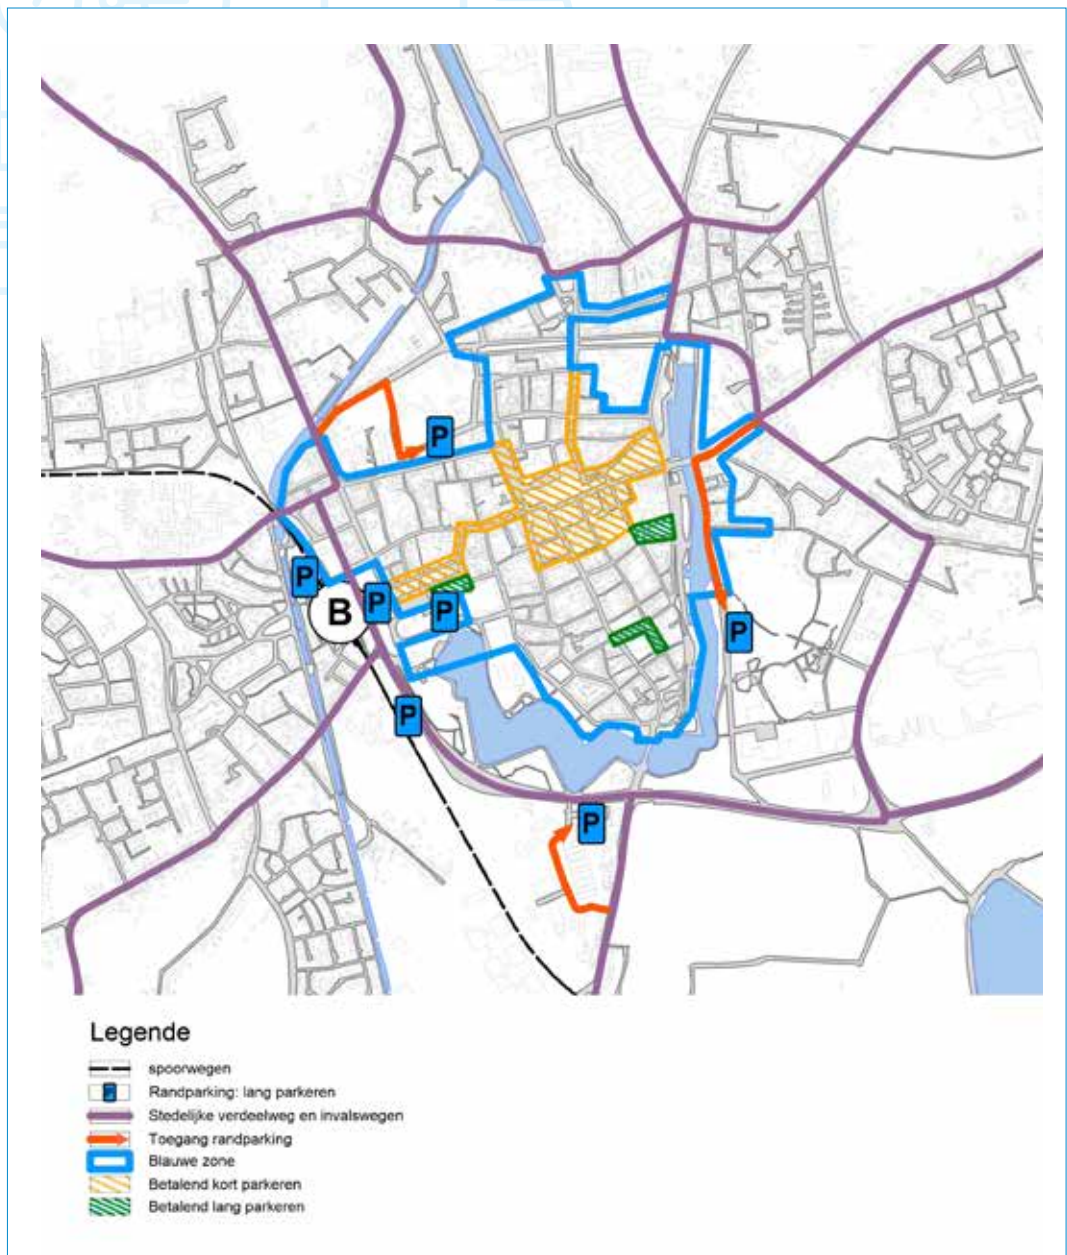 P
P
P
B
P
P
P
P
Legende
spoorwegen
Randparking: lang parkeren
Stedelijke verdeelweg en invalswegen
Toegang randparking
Blauwe zone
Betalend kort parkeren
Betalend lang parkeren